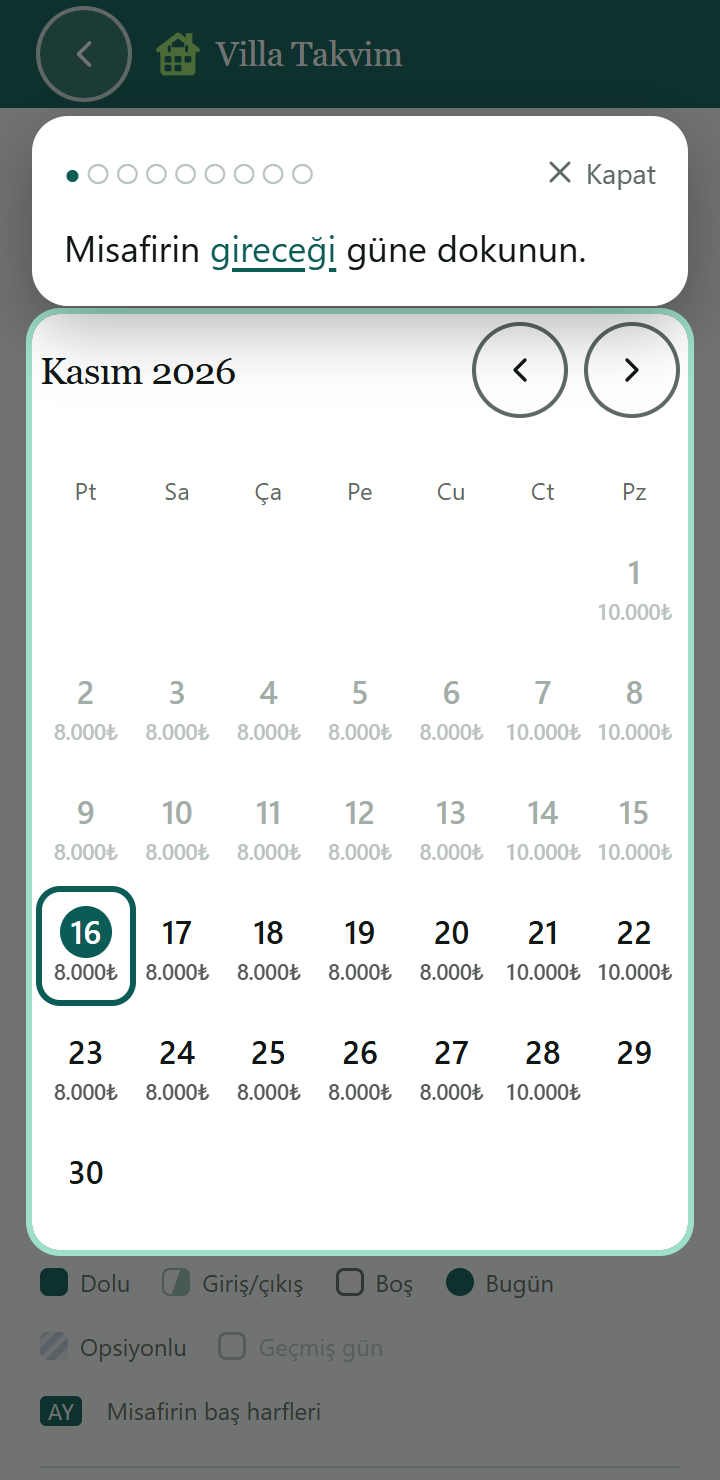 Villa Takvim
Kapat
Misafirin gireceği güne dokunun.
Kasım 2026
Pt Sa Ça Pe Cu Ct Pz
1
10.000₺
2 3 4 5 6 7 8
8.000₺ 8.000₺ 8.000₺ 8.000₺ 8.000₺ 10.000₺ 10.000₺
9 10 11 12 13 14 15
8.000₺ 8.000₺ 8.000₺ 8.000₺ 8.000₺ 10.000₺ 10.000₺
16 17 18 19 20 21 22
8.000₺ 8.000₺ 8.000₺ 8.000₺ 8.000₺ 10.000₺ 10.000₺
23 24 25 26 27 28 29
8.000₺ 8.000₺ 8.000₺ 8.000₺ 8.000₺ 10.000₺
30
Dolu Giriş/çıkış Boş Bugün
Opsiyonlu Geçmiş gün
AY Misafirin baş harfleri